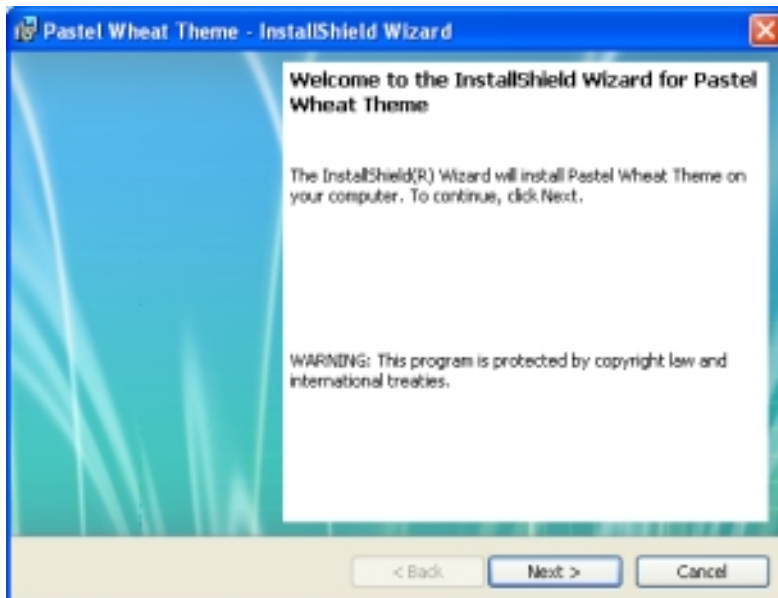 Pastel Wheat Theme - InstallShield Wizard
Welcome to the InstallShield Wizard for Pastel
Wheat Theme
The InstallShield(R) Wizard will install Pastel Wheat Theme on
your computer. To continue, click Next.
WARNING: This program is protected by copyright law and
international treaties.
< Back
Next >
Cancel